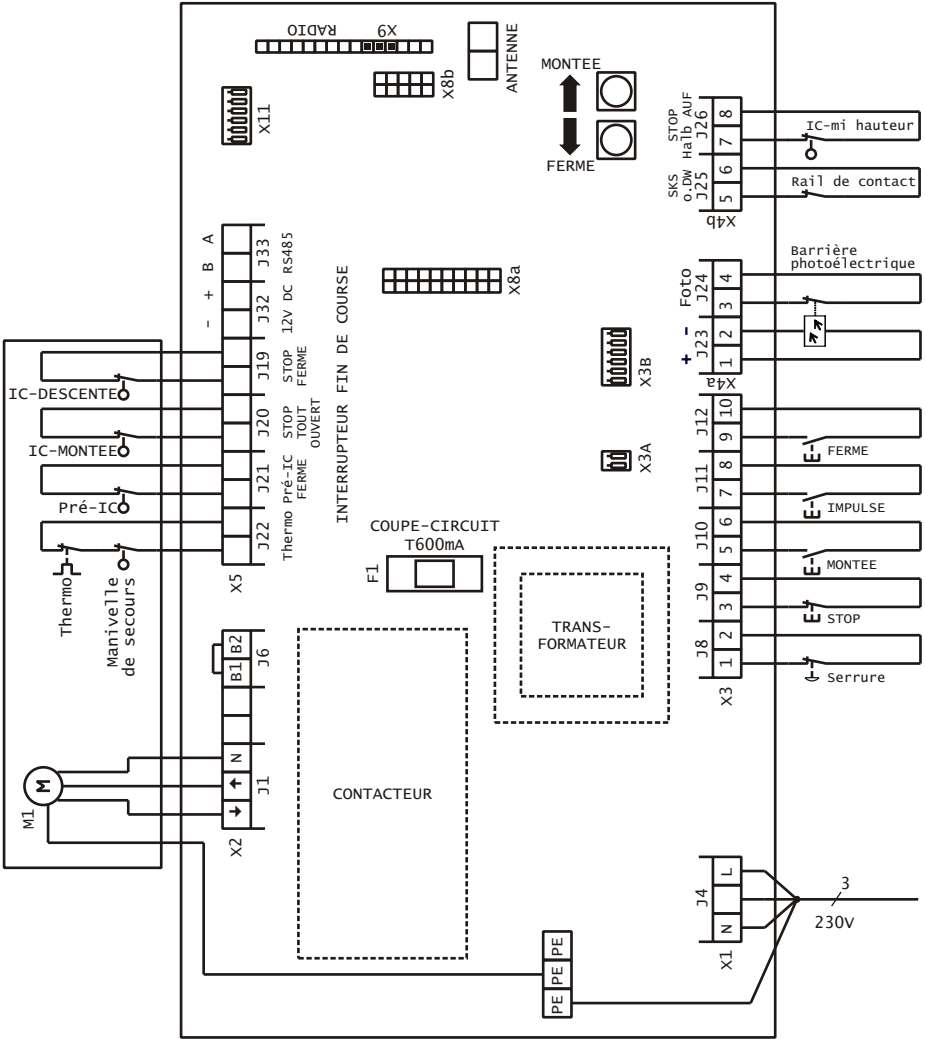 RADIO
X9
X8b
ANTENNE
MONTEE
FERME
X11
STOP
Halb AUF
J26
SKS
o.DW
J25
8
7
6
5
X4b
IC-mi hauteur
Rail de contact
A
B
+
-
J33
RS485
J32
12V DC
INTERRUPTEUR FIN DE COURSE
X8a
Foto
J24
+ -
J23
4
3
2
1
X4a
Barrière
photoélectrique
IC-DESCENTE
J19
STOP
FERME
IC-MONTEE
J20
STOP
TOUT
OUVERT
Pré-IC
J21
Pré-IC
FERME
J22
Thermo
X5
Thermo
Manivelle
de secours
X3B
X3A
COUPE-CIRCUIT
T600mA
F1
TRANS-
FORMATEUR
J12
10
9
FERME
J11
8
7
IMPULSE
J10
6
5
MONTEE
J9
4
3
STOP
J8
2
1
Serrure
X3
B1
B2
J6
N
J1
X2
M
M1
CONTACTEUR
J4
L
N
X1
3
230V
PE
PE
PE